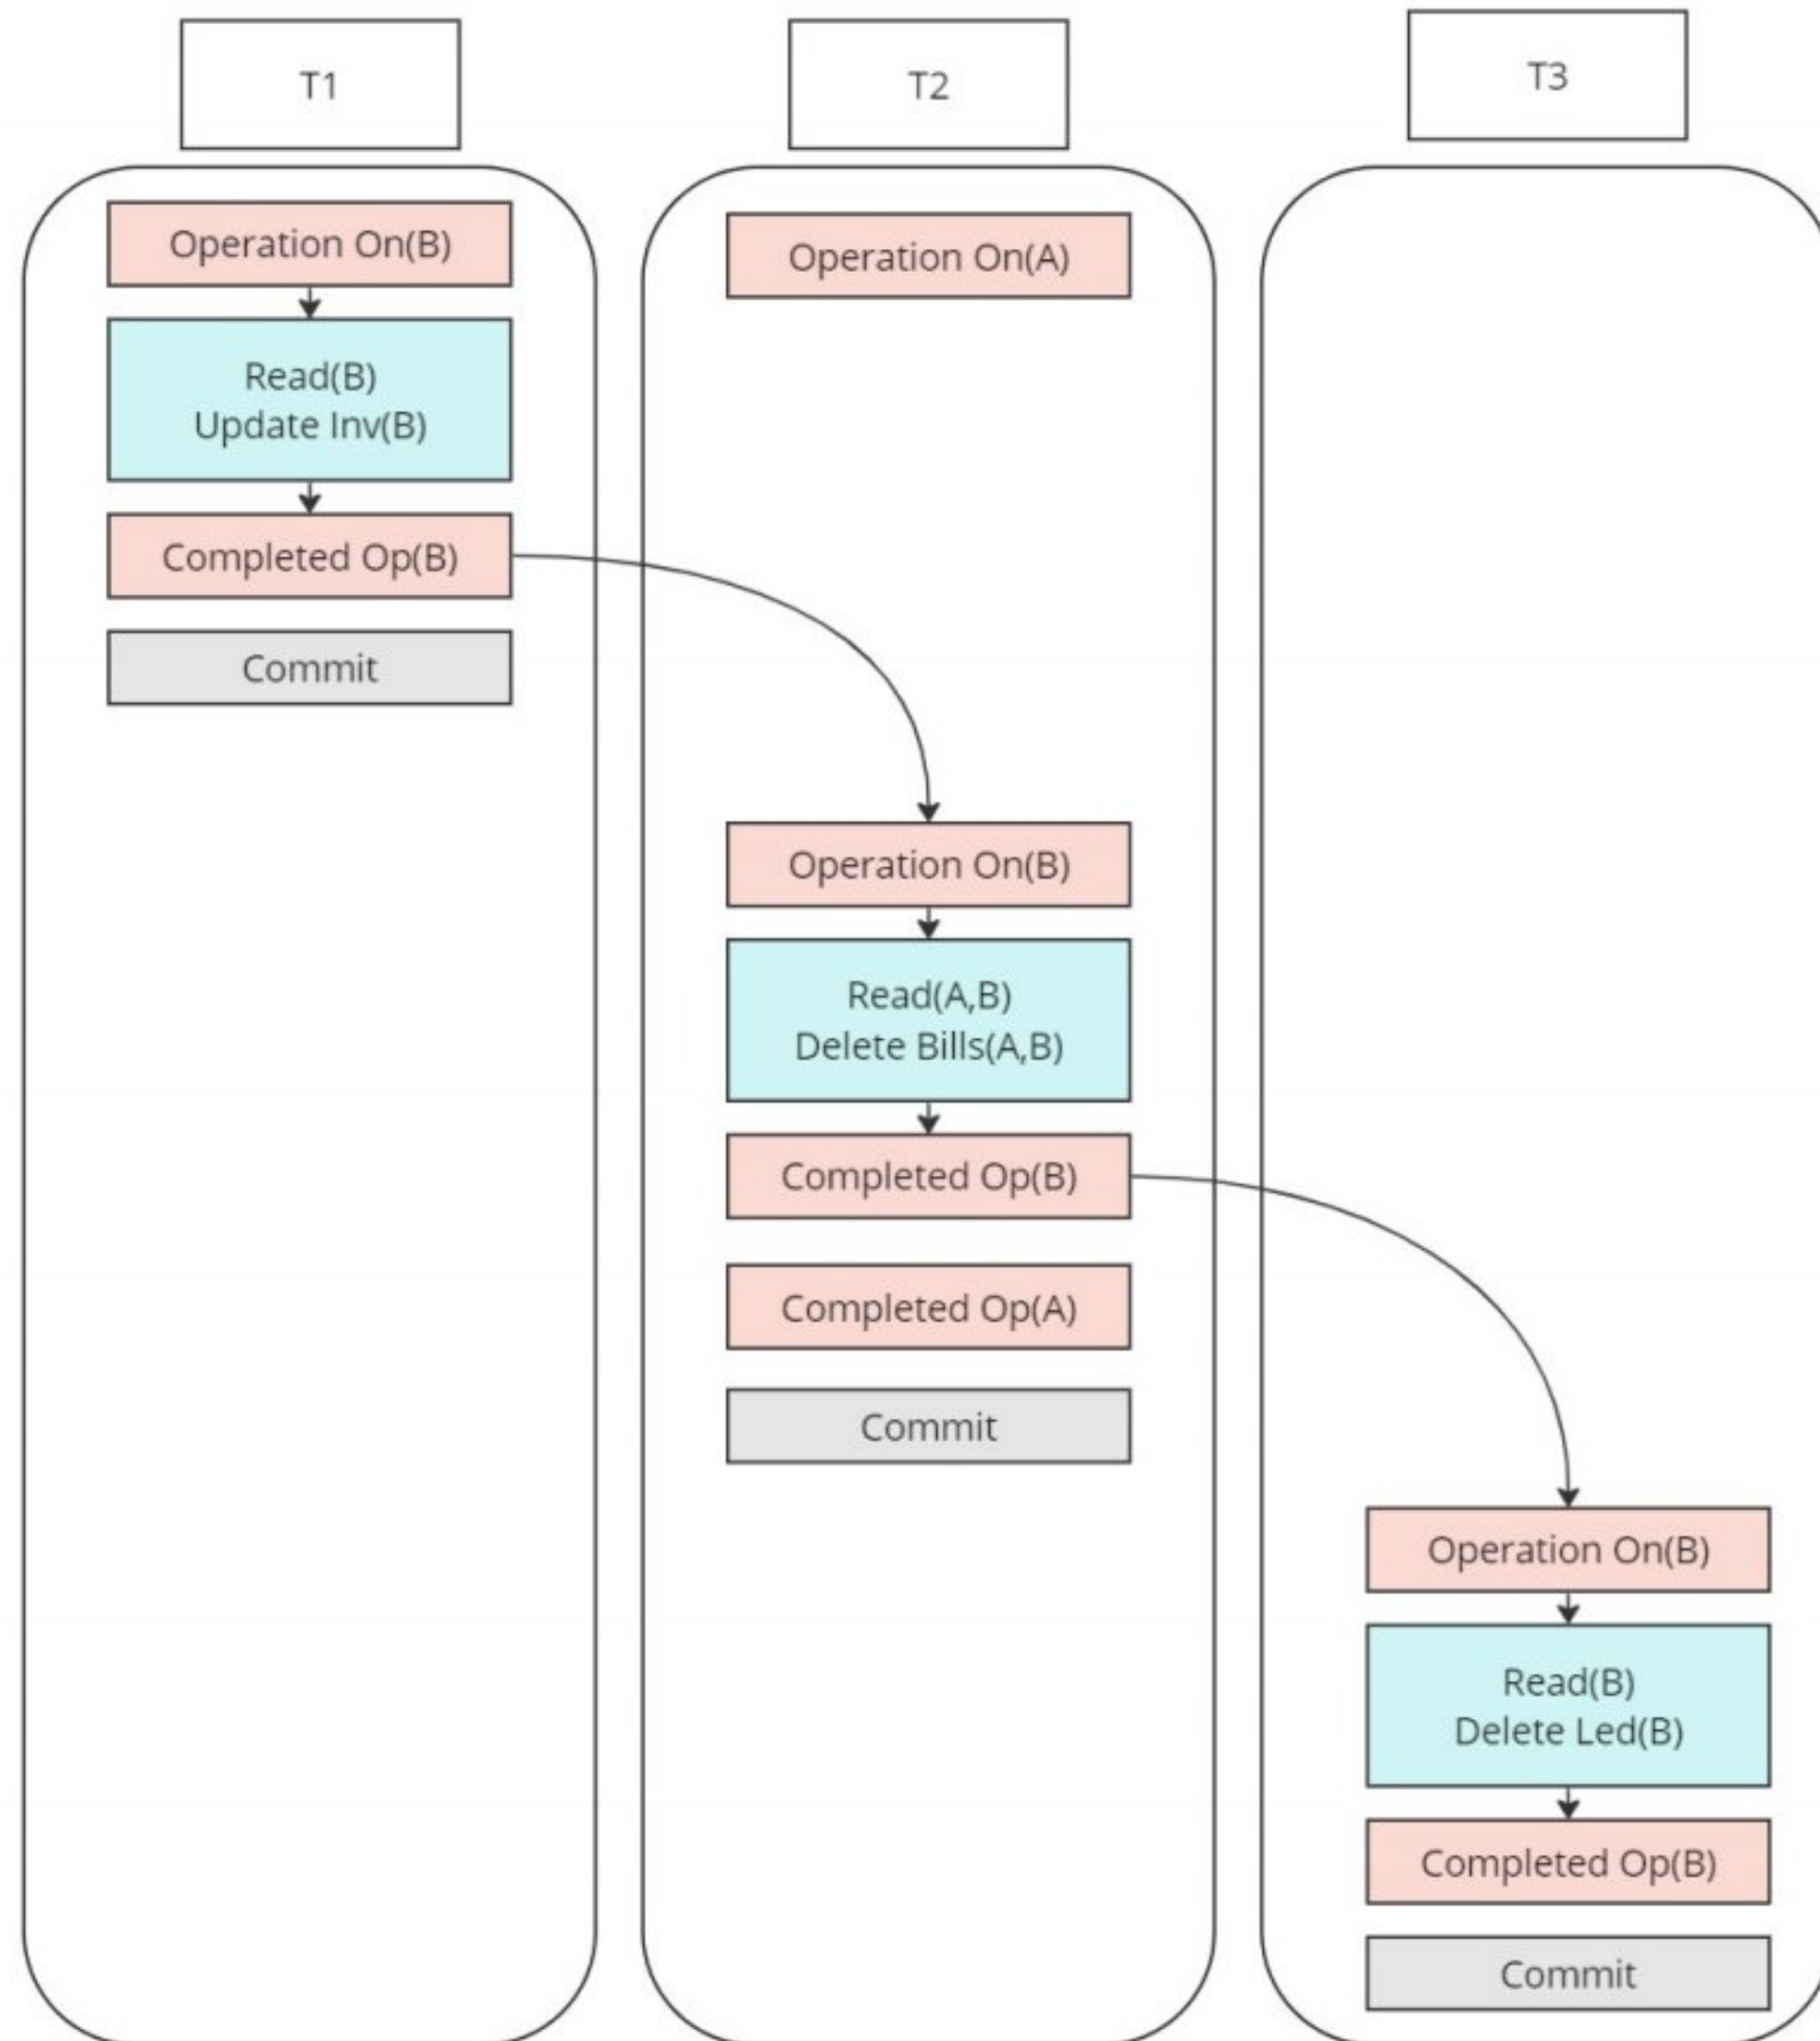 T1
T2
T3
Operation On(B)
Operation On(A)
Read(B)
Update Inv(B)
Completed Op(B)
Commit
Operation On(B)
Read(A,B)
Delete Bills(A,B)
Completed Op(B)
Completed Op(A)
Commit
Operation On(B)
Read(B)
Delete Led(B)
Completed Op(B)
Commit